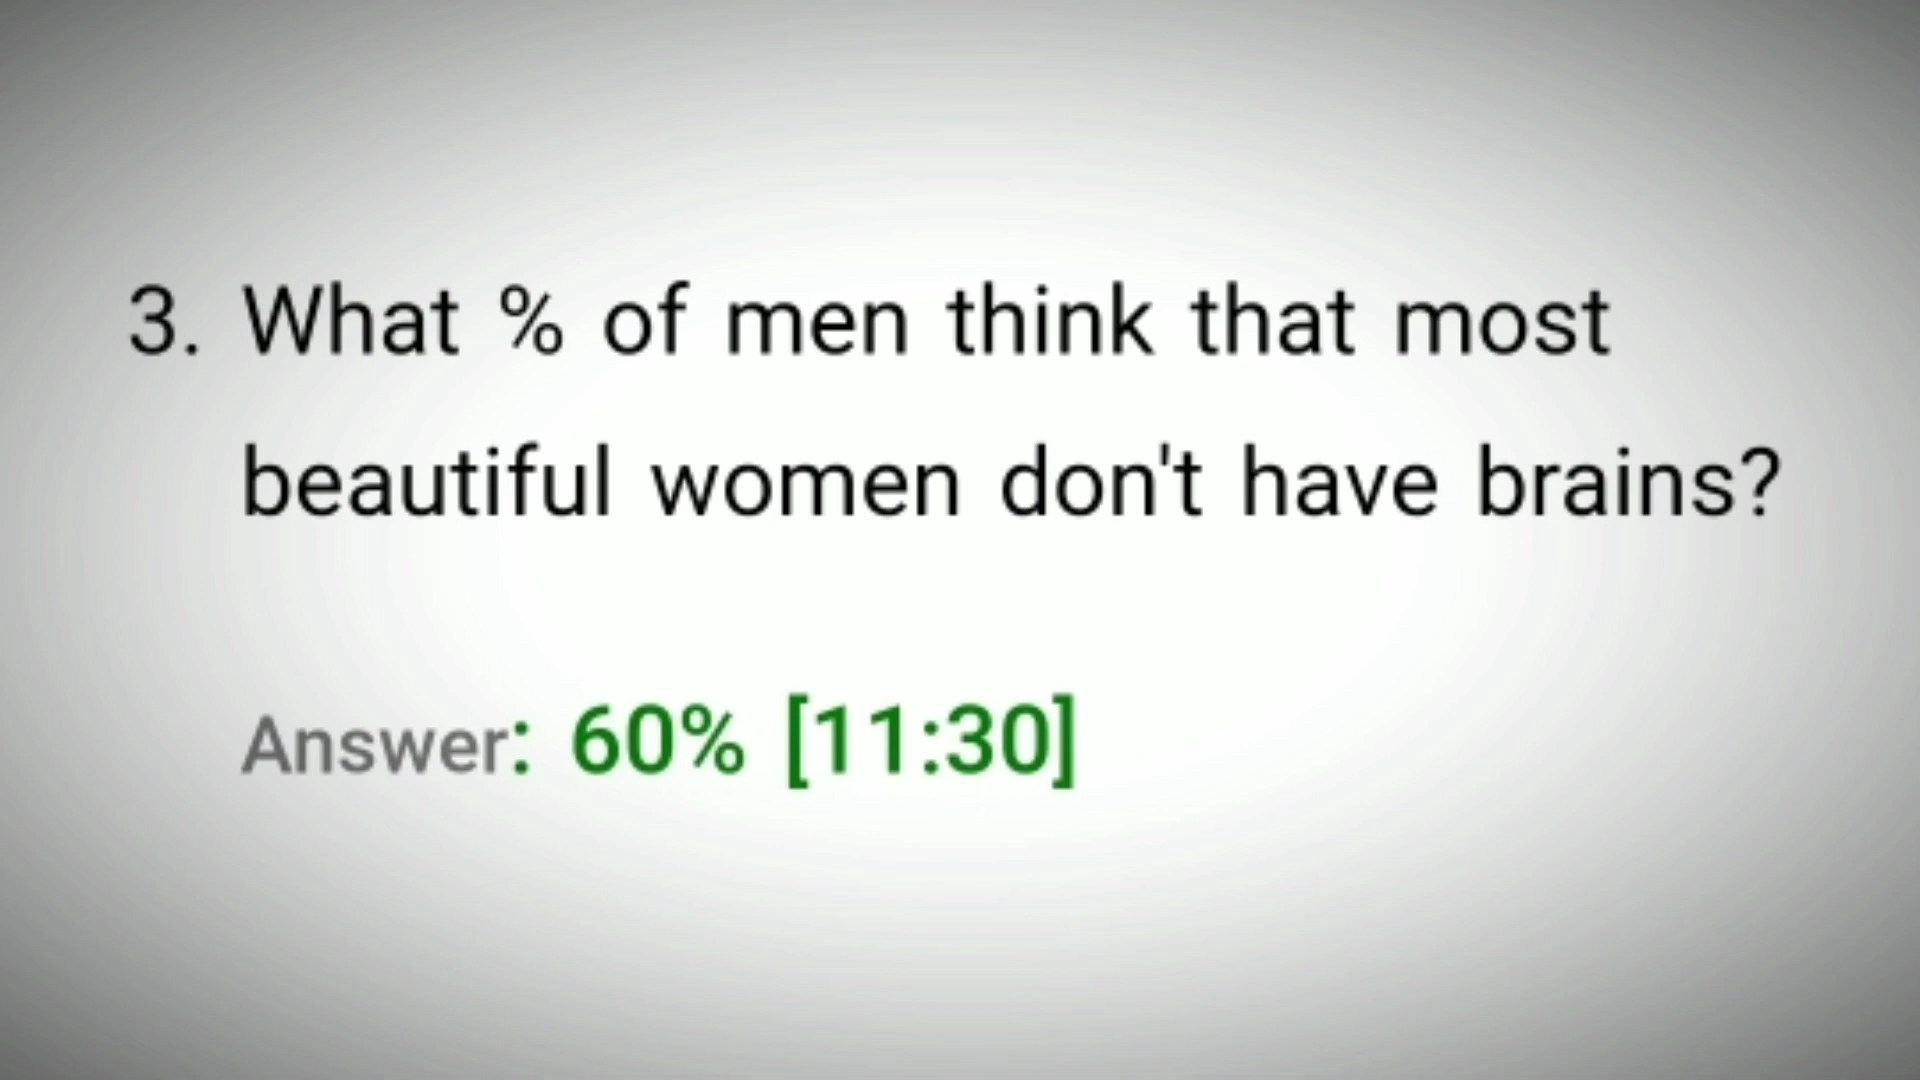 3. What % of men think that most
beautiful women don't have brains?
Answer: 60% [11:30]